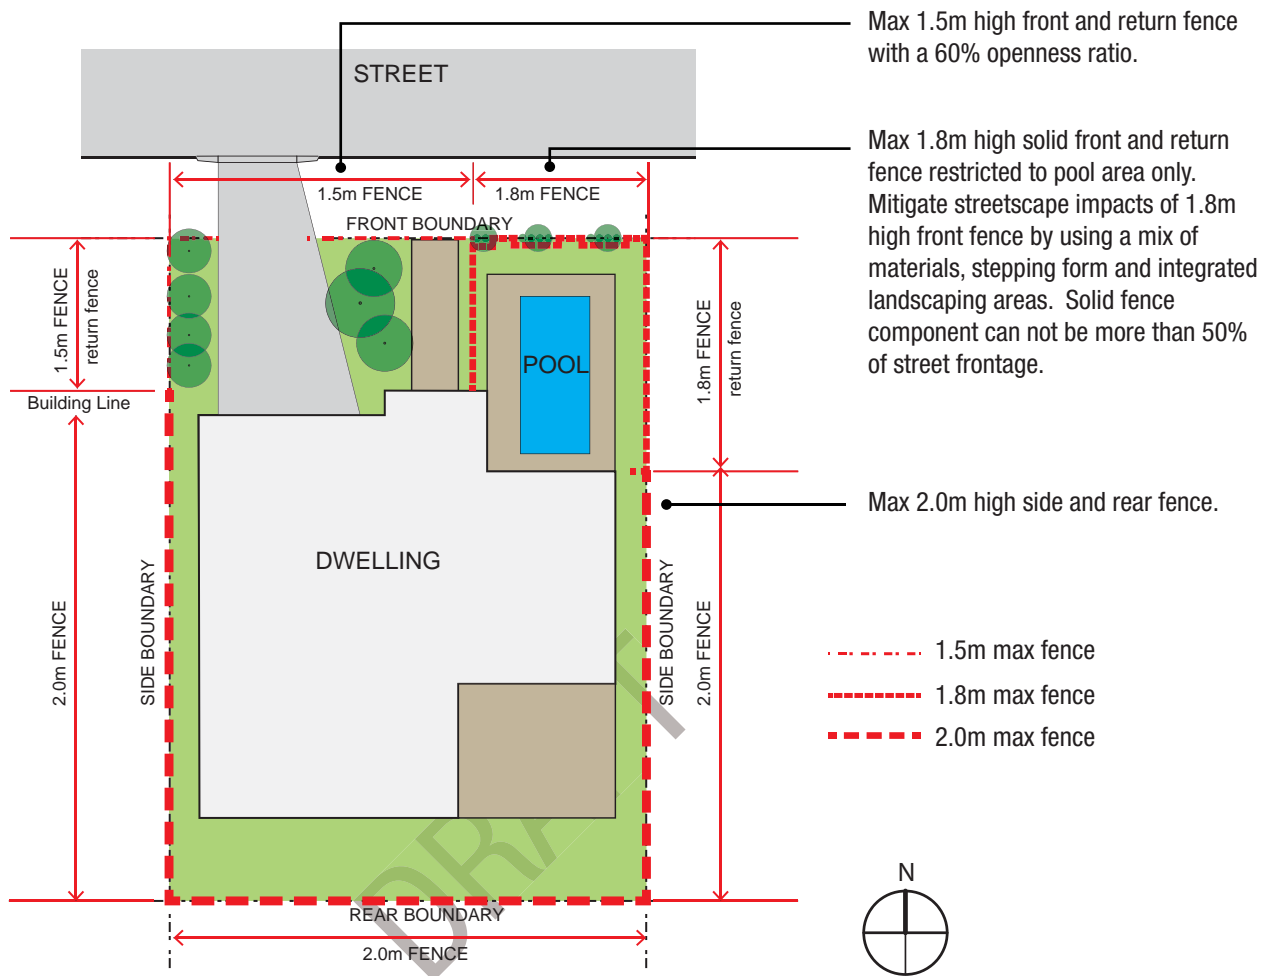 Max 1.5m high front and return fence
with a 60% openness ratio.
STREET
Max 1.8m high solid front and return
fence restricted to pool area only.
Mitigate streetscape impacts of 1.8m
high front fence by using a mix of
materials, stepping form and integrated
landscaping areas. Solid fence
component can not be more than 50%
of street frontage.
1.5m FENCE
1.8m FENCE
FRONT BOUNDARY
1.5m FENCE
return fence
POOL
1.8m FENCE
return fence
Building Line
Max 2.0m high side and rear fence.
DWELLING
2.0m FENCE
SIDE BOUNDARY
SIDE BOUNDARY
2.0m FENCE
1.5m max fence
1.8m max fence
2.0m max fence
DRAFT
N
REAR BOUNDARY
2.0m FENCE